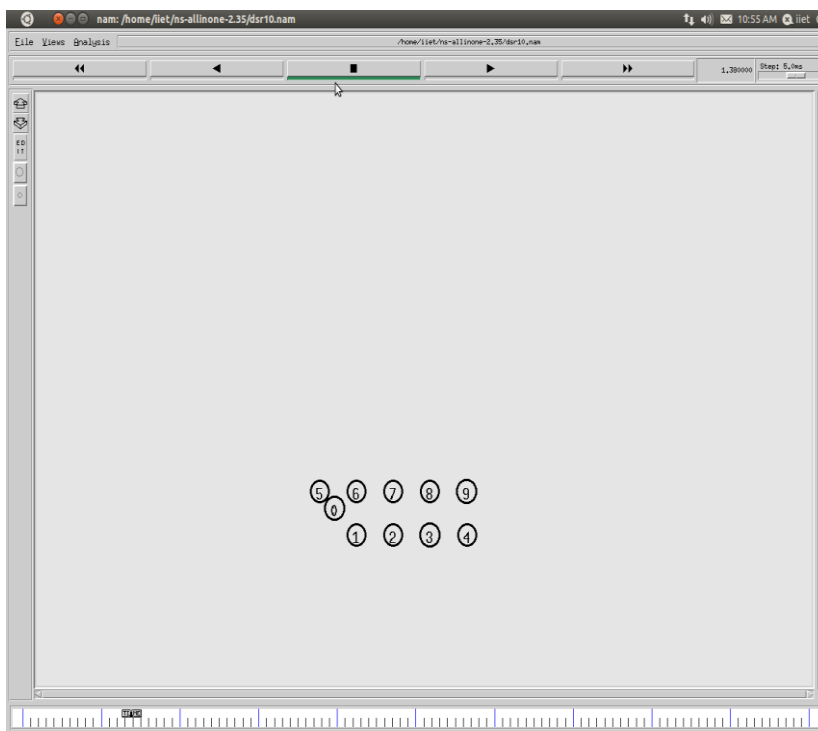 nam: /home/iiet/ns-allinone-2.35/dsr10.nam 10:55 AM iiet
File Views Analysis /home/iiet/ns-allinone-2.35/dsr10.nam
1.380000 Step: 5.0ms
ED
IT
5 6 7 8 9
0
1 2 3 4